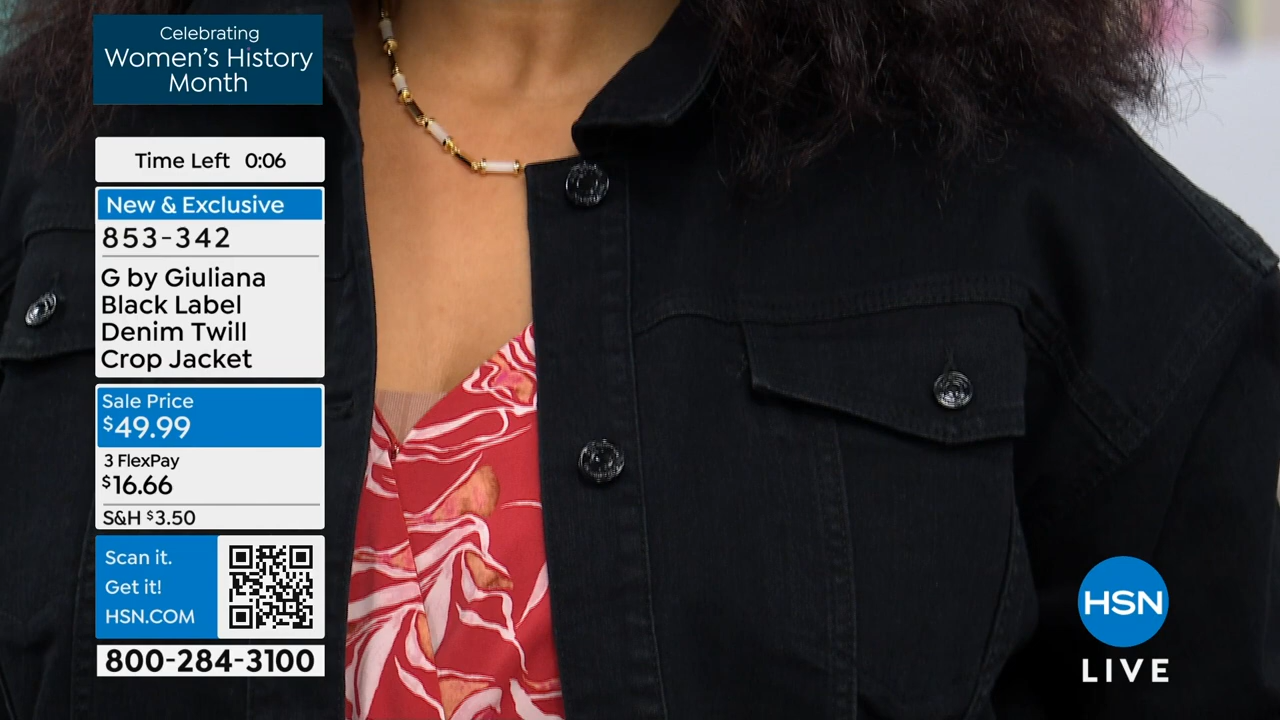 Celebrating
Women's History
Month
Time Left 0:06
New & Exclusive
853-342
G by Giuliana
Black Label
Denim Twill
Crop Jacket
Sale Price
$49.99
3 FlexPay
$16.66
S&H $3.50
Scan it.
Get it!
HSN.COM
800-284-3100
HSN
LIVE